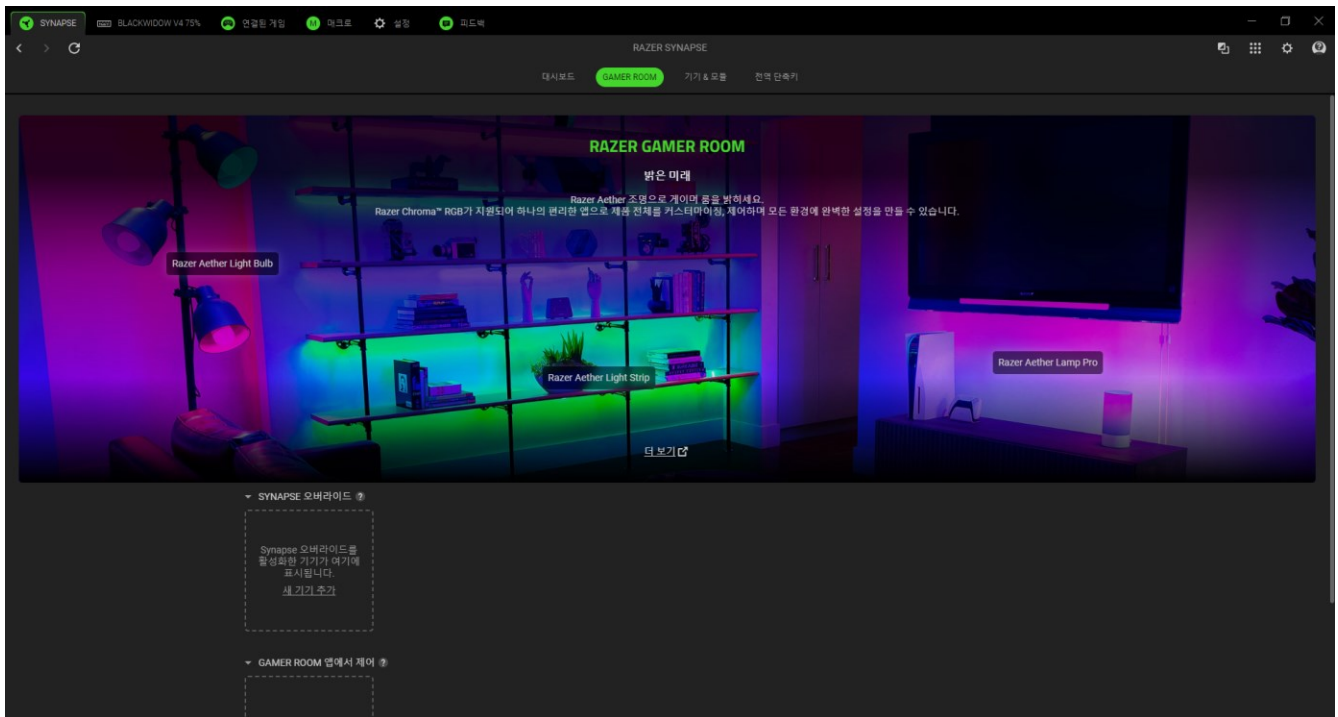 SYNAPSE
BLACKWIDOW V4 75%
연결된 게임
매크로
설정
피드백
RAZER SYNAPSE
대시보드
GAMER ROOM
기기 & 모듈
전역 단축키
RAZER GAMER ROOM
밝은 미래
Razer Aether 조명으로 게이머 룸을 밝히세요.
Razer Chroma™ RGB가 지원되어 하나의 편리한 앱으로 제품 전체를 커스터마이징, 제어하며 모든 환경에 완벽한 설정을 만들 수 있습니다.
Razer Aether Light Bulb
Razer Aether Lamp Pro
Razer Aether Light Strip
더 보기
SYNAPSE 오버라이드
Synapse 오버라이드를
활성화한 기기가 여기에
표시됩니다.
새 기기 추가
GAMER ROOM 앱에서 제어